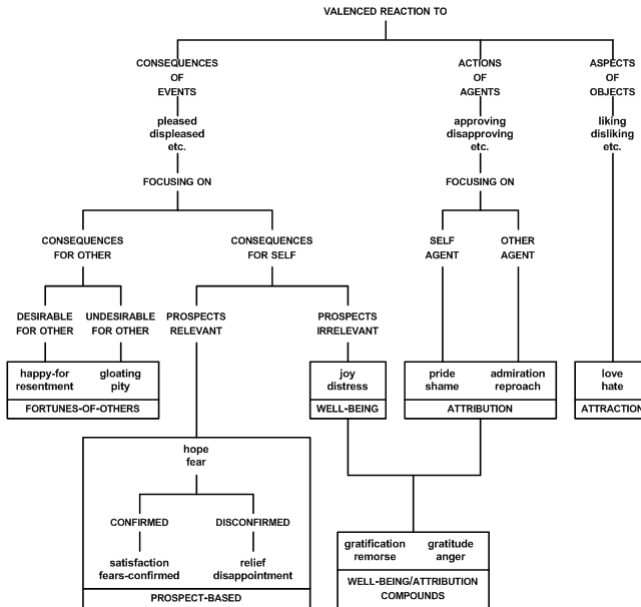 VALENCED REACTION TO
CONSEQUENCES
OF
EVENTS
ACTIONS
OF
AGENTS
ASPECTS
OF
OBJECTS
pleased
displeased
etc.
approving
disapproving
etc.
liking
disliking
etc.
FOCUSING ON
FOCUSING ON
CONSEQUENCES
FOR OTHER
CONSEQUENCES
FOR SELF
SELF
AGENT
OTHER
AGENT
DESIRABLE
FOR OTHER
UNDESIRABLE
FOR OTHER
PROSPECTS
RELEVANT
PROSPECTS
IRRELEVANT
happy-for
resentment
gloating
pity
FORTUNES-OF-OTHERS
joy
distress
WELL-BEING
pride
shame
admiration
reproach
ATTRIBUTION
love
hate
ATTRACTION
hope
fear
CONFIRMED
DISCONFIRMED
satisfaction
fears-confirmed
relief
disappointment
PROSPECT-BASED
gratification
remorse
gratitude
anger
WELL-BEING/ATTRIBUTION
COMPOUNDS